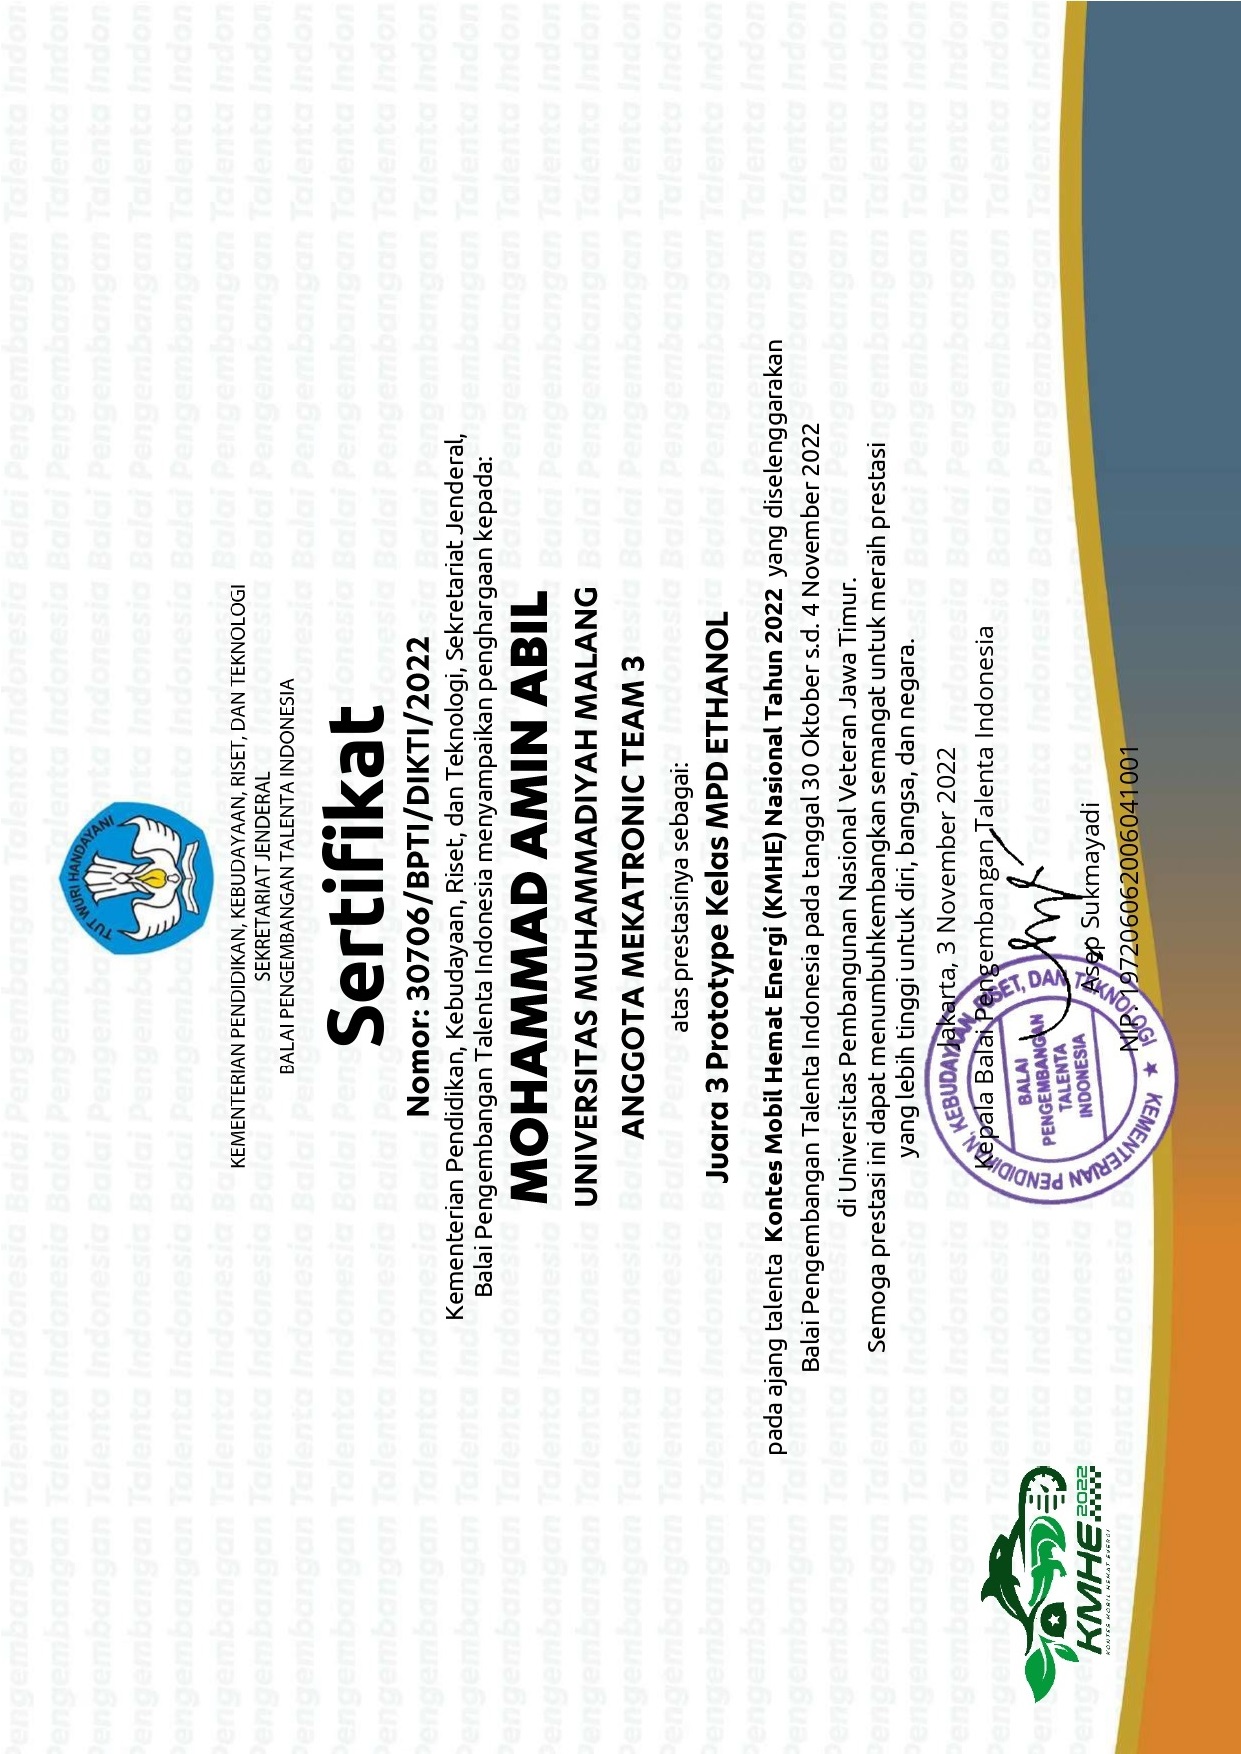 TUT WURI HANDAYANI
KEMENTERIAN PENDIDIKAN, KEBUDAYAAN, RISET, DAN TEKNOLOGI
SEKRETARIAT JENDERAL
BALAI PENGEMBANGAN TALENTA INDONESIA
Sertifikat
Nomor: 30706/BPTI/DIKTI/2022
Kementerian Pendidikan, Kebudayaan, Riset, dan Teknologi, Sekretariat Jenderal,
Balai Pengembangan Talenta Indonesia menyampaikan penghargaan kepada:
MOHAMMAD AMIN ABIL
UNIVERSITAS MUHAMMADIYAH MALANG
ANGGOTA MEKATRONIC TEAM 3
atas prestasinya sebagai:
Juara 3 Prototype Kelas MPD ETHANOL
pada ajang talenta Kontes Mobil Hemat Energi (KMHE) Nasional Tahun 2022 yang diselenggarakan
Balai Pengembangan Talenta Indonesia pada tanggal 30 Oktober s.d. 4 November 2022
di Universitas Pembangunan Nasional Veteran Jawa Timur.
Semoga prestasi ini dapat menumbuhkembangkan semangat untuk meraih prestasi
yang lebih tinggi untuk diri, bangsa, dan negara.
Jakarta, 3 November 2022
Kepala Balai Pengembangan Talenta Indonesia
KEMENTERIAN PENDIDIKAN, KEBUDAYAAN, RISET, DAN TEKNOLOGI
BALAI
PENGEMBANGAN
TALENTA
INDONESIA
Asep Sukmayadi
NIP. 197206062006041001
KMHE 2022
KONTES MOBIL HEMAT ENERGI